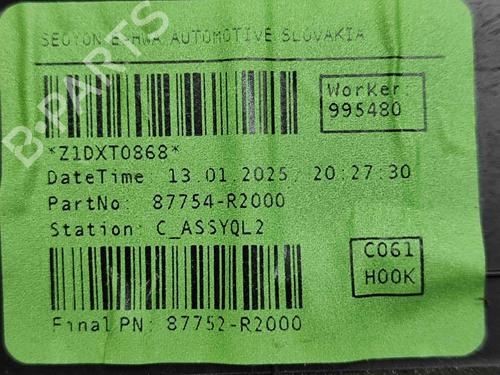 SEOYON E-HWA AUTOMOTIVE SLOVAKIA
Worker:
995480
*Z1DXT0868*
DateTime: 13.01.2025. 20:27:30
PartNo: 87754-R2000
Station: C_ASSYQL2
C061
HOOK
Final PN: 87752-R2000
B-PARTS